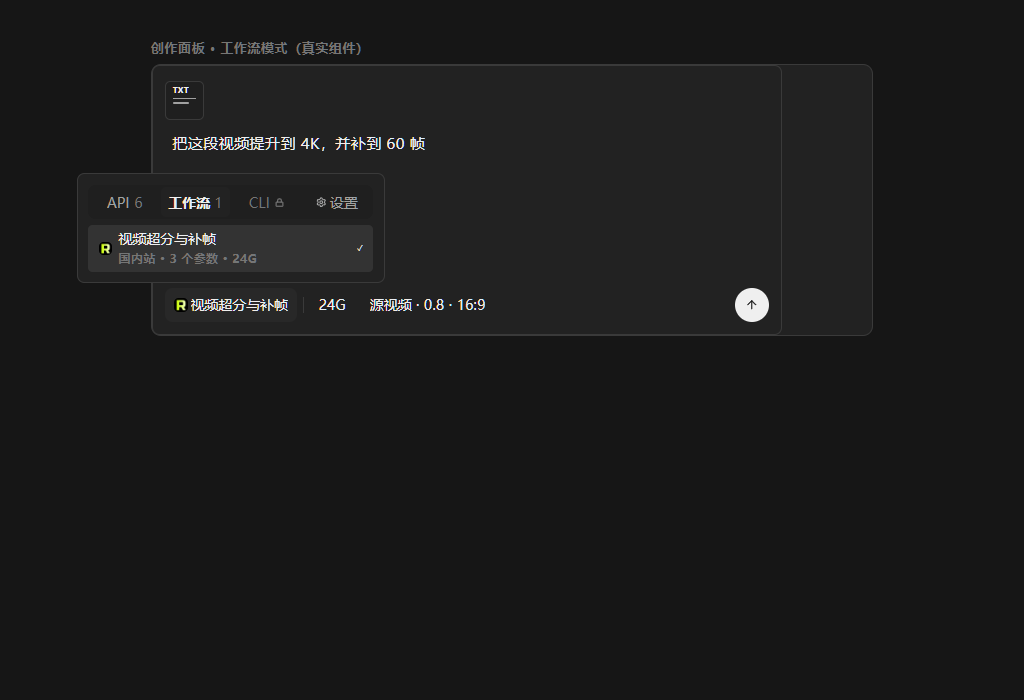 创作面板 • 工作流模式（真实组件）
TXT
把这段视频提升到 4K，并补到 60 帧
API 6 工作流 1 CLI 设置
R 视频超分与补帧 ✓
国内站 • 3 个参数 • 24G
R 视频超分与补帧 24G 源视频 · 0.8 · 16:9